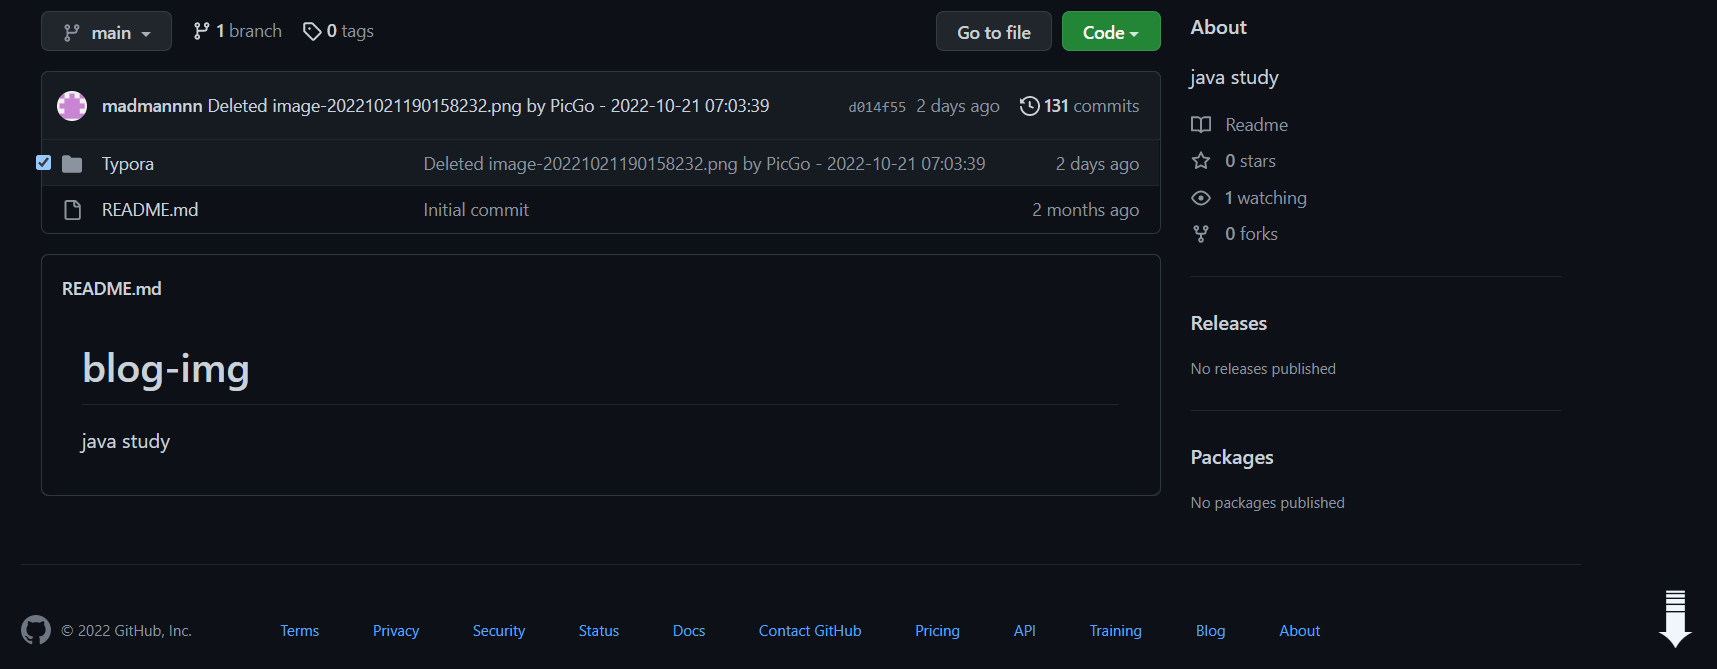 main 1 branch 0 tags Go to file Code
madmannnn Deleted image-20221021190158232.png by PicGo - 2022-10-21 07:03:39 d014f55 2 days ago 131 commits
Typora Deleted image-20221021190158232.png by PicGo - 2022-10-21 07:03:39 2 days ago
README.md Initial commit 2 months ago
README.md
blog-img
java study
About
java study
Readme
0 stars
1 watching
0 forks
Releases
No releases published
Packages
No packages published
© 2022 GitHub, Inc. Terms Privacy Security Status Docs Contact GitHub Pricing API Training Blog About